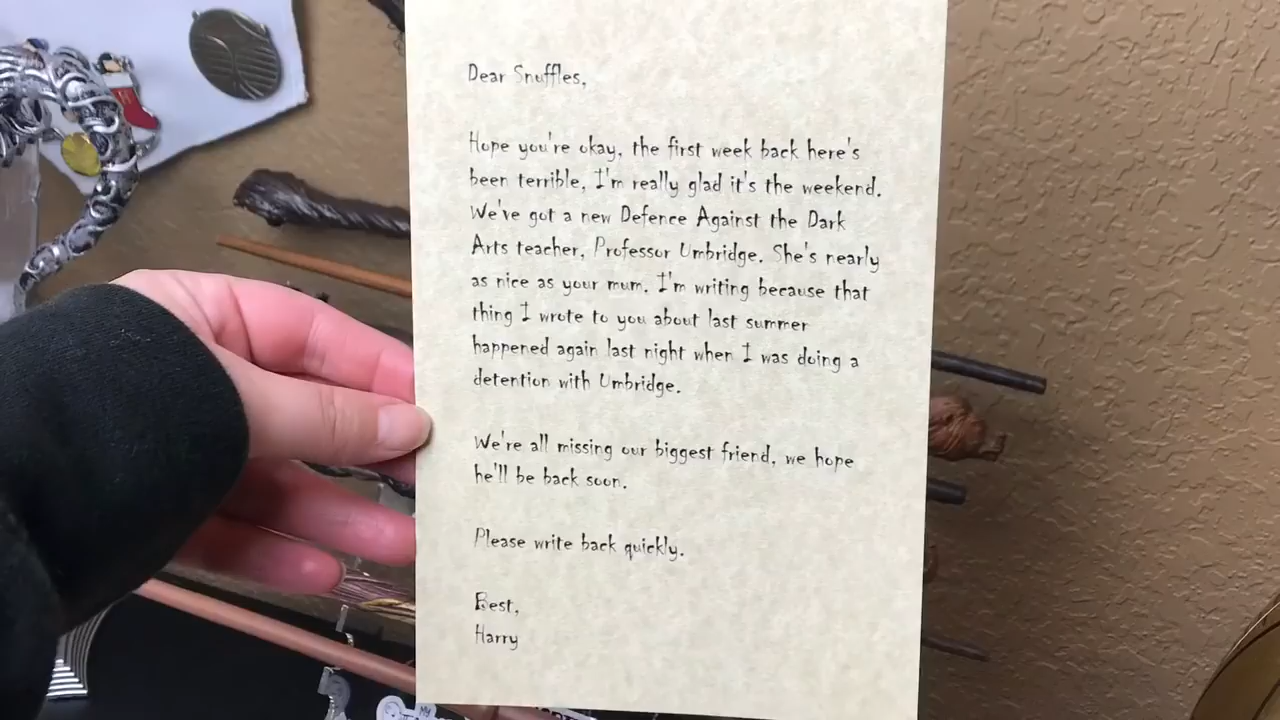 Dear Snuffles,
Hope you're okay, the first week back here's
been terrible, I'm really glad it's the weekend.
We've got a new Defence Against the Dark
Arts teacher, Professor Umbridge. She's nearly
as nice as your mum. I'm writing because that
thing I wrote to you about last summer
happened again last night when I was doing a
detention with Umbridge.
We're all missing our biggest friend, we hope
he'll be back soon.
Please write back quickly.
Best,
Harry
MY